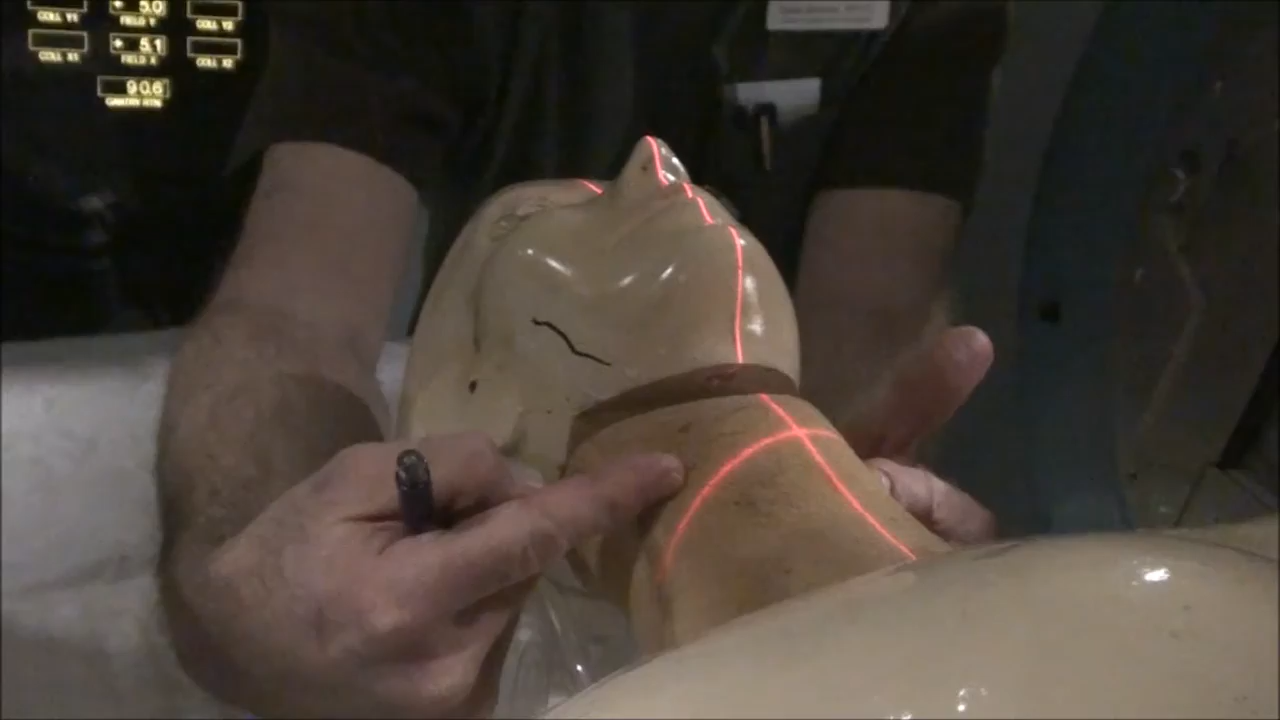 5.0
COLL Y1 FIELD Y COLL Y2
5.1
COLL X1 FIELD X COLL X2
90.6
GANTRY RTN